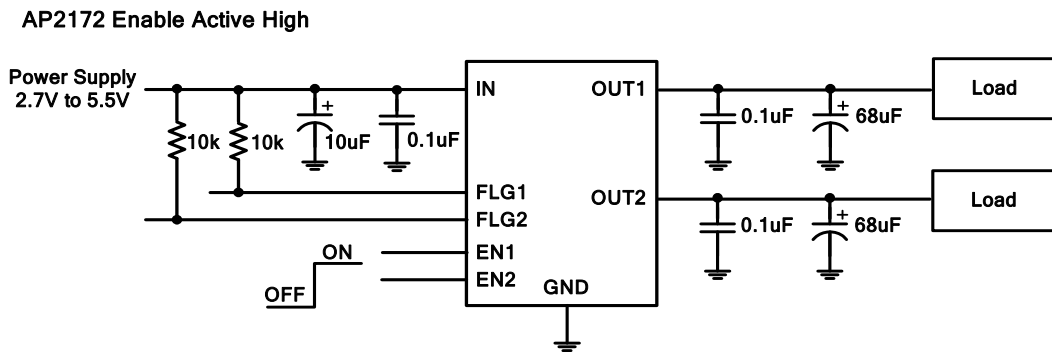 AP2172 Enable Active High
Power Supply
2.7V to 5.5V
10k
10k
10uF
0.1uF
IN
FLG1
FLG2
EN1
EN2
GND
OUT1
OUT2
ON
OFF
0.1uF
68uF
Load
0.1uF
68uF
Load